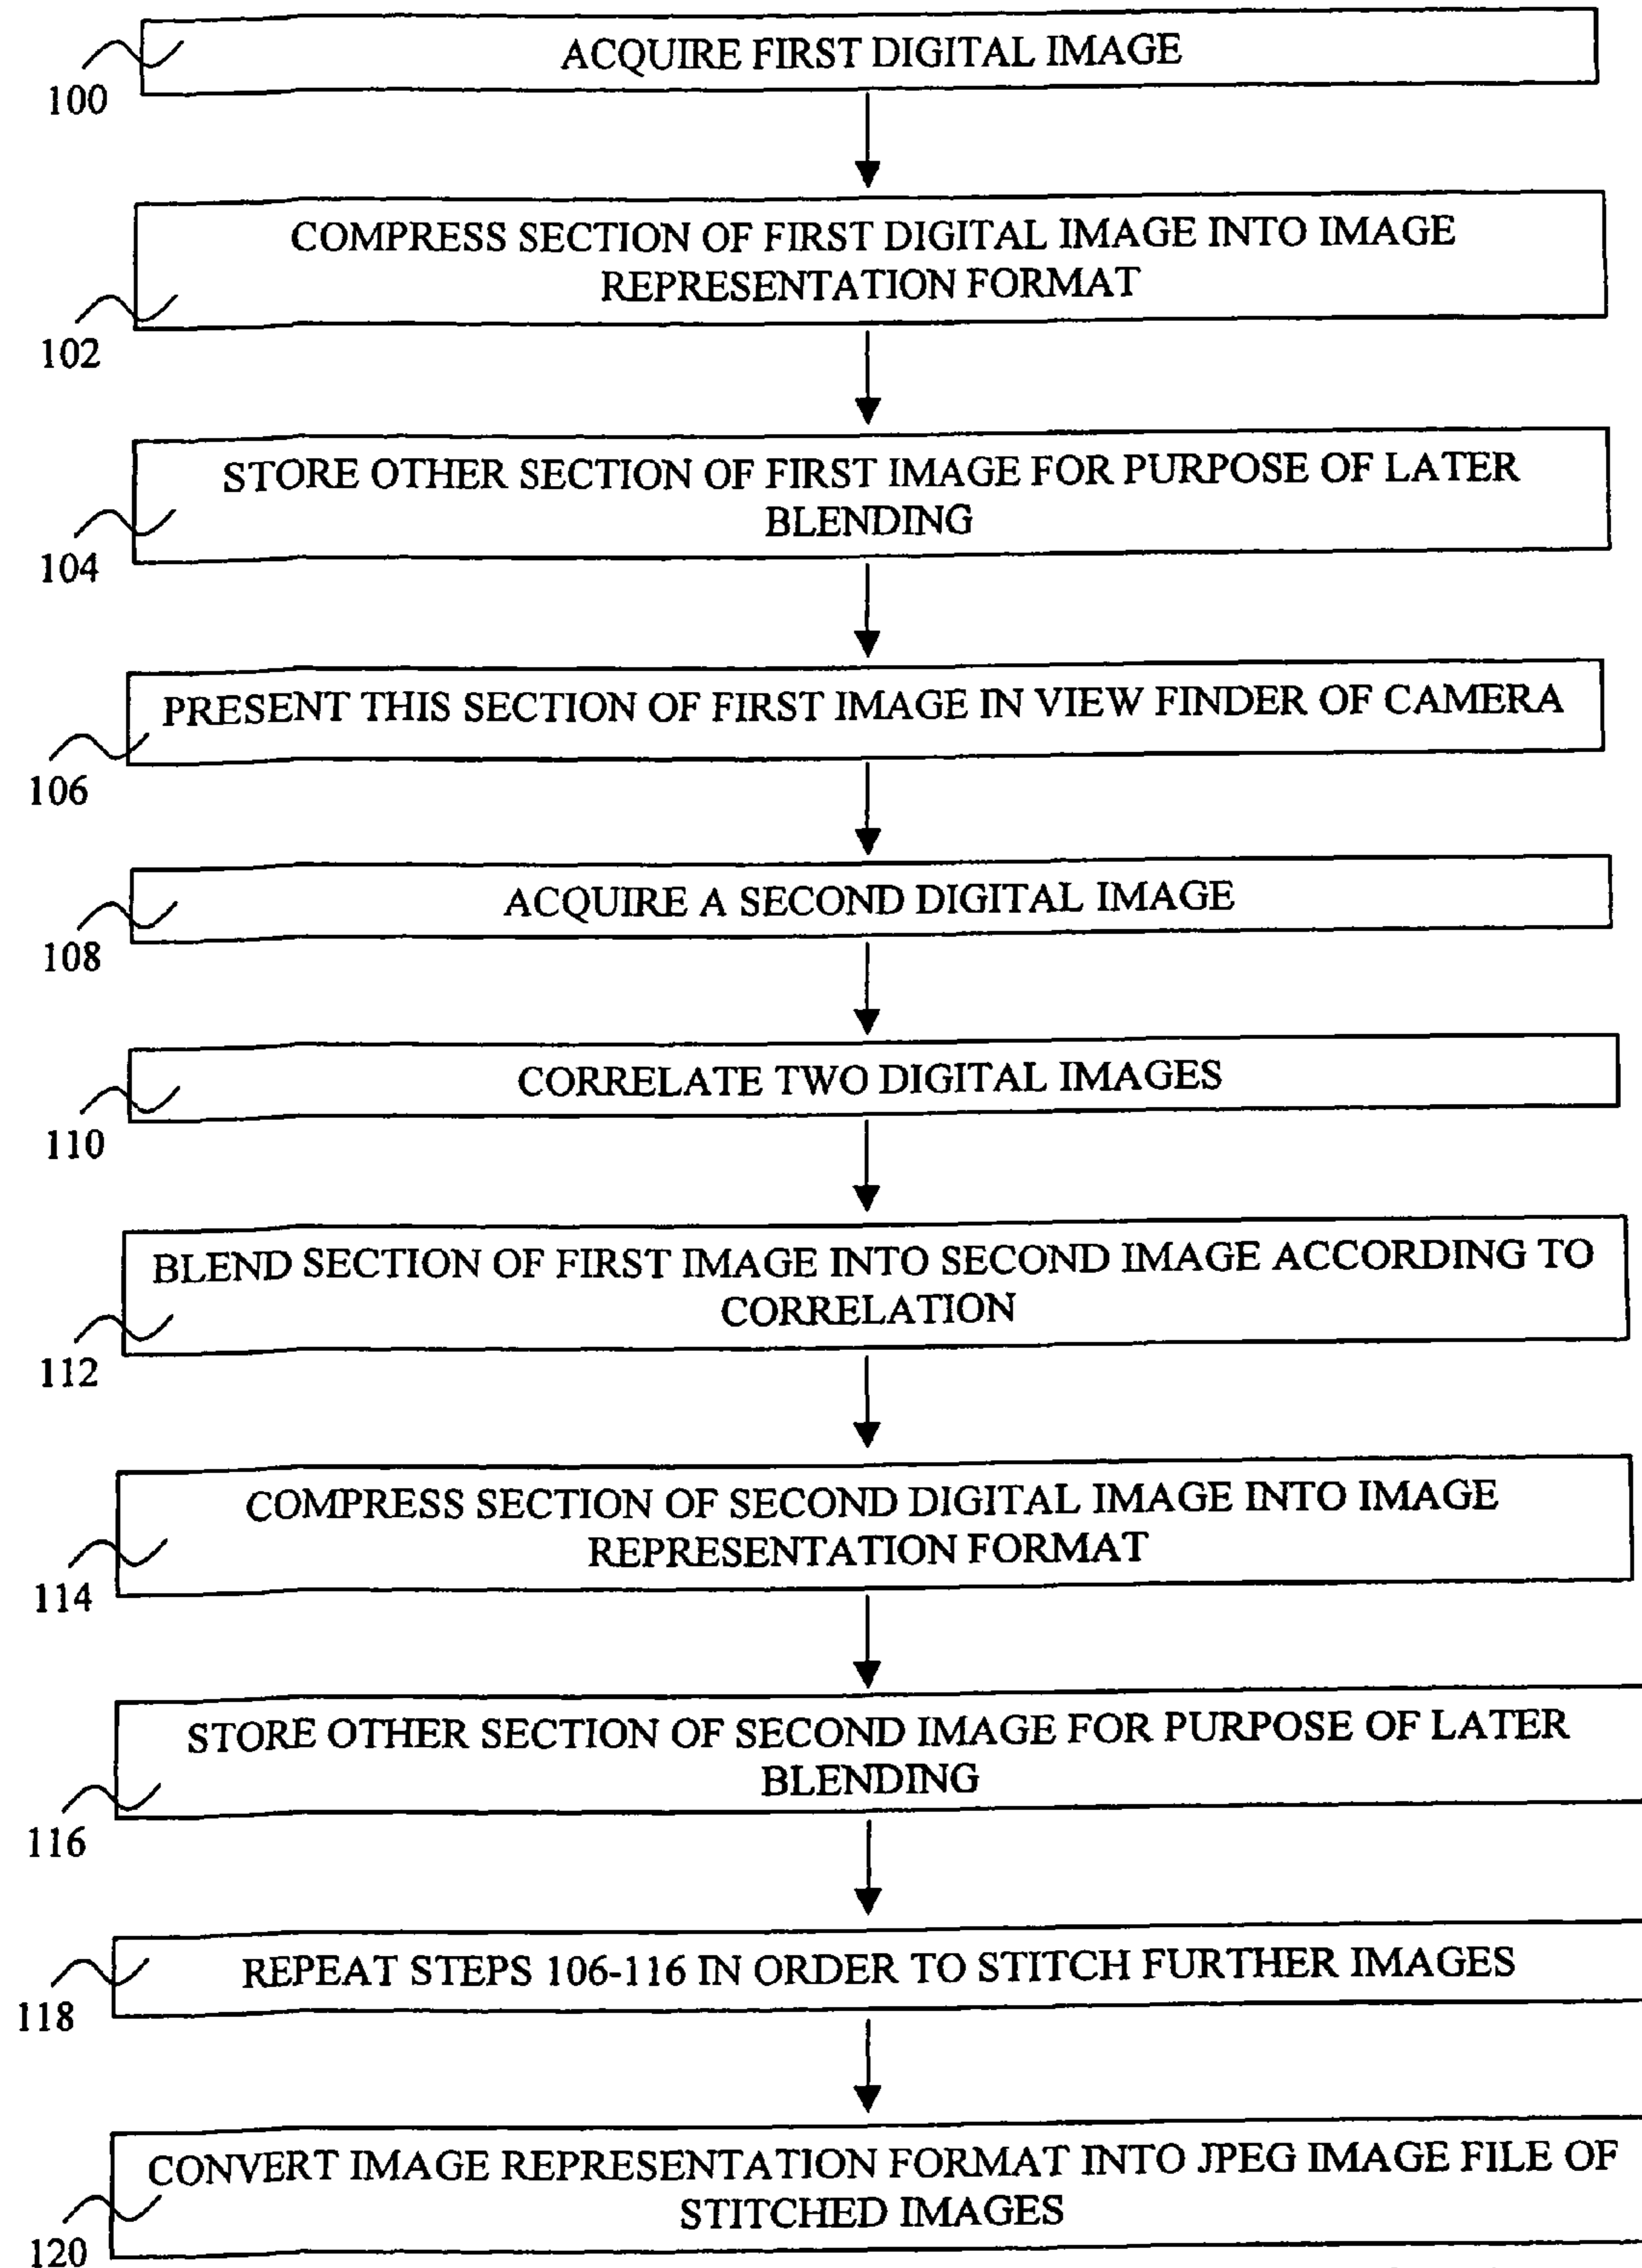 ACQUIRE FIRST DIGITAL IMAGE
100
COMPRESS SECTION OF FIRST DIGITAL IMAGE INTO IMAGE
REPRESENTATION FORMAT
102
STORE OTHER SECTION OF FIRST IMAGE FOR PURPOSE OF LATER
BLENDING
104
PRESENT THIS SECTION OF FIRST IMAGE IN VIEW FINDER OF CAMERA
106
ACQUIRE A SECOND DIGITAL IMAGE
108
CORRELATE TWO DIGITAL IMAGES
110
BLEND SECTION OF FIRST IMAGE INTO SECOND IMAGE ACCORDING TO
CORRELATION
112
COMPRESS SECTION OF SECOND DIGITAL IMAGE INTO IMAGE
REPRESENTATION FORMAT
114
STORE OTHER SECTION OF SECOND IMAGE FOR PURPOSE OF LATER
BLENDING
116
REPEAT STEPS 106-116 IN ORDER TO STITCH FURTHER IMAGES
118
CONVERT IMAGE REPRESENTATION FORMAT INTO JPEG IMAGE FILE OF
STITCHED IMAGES
120